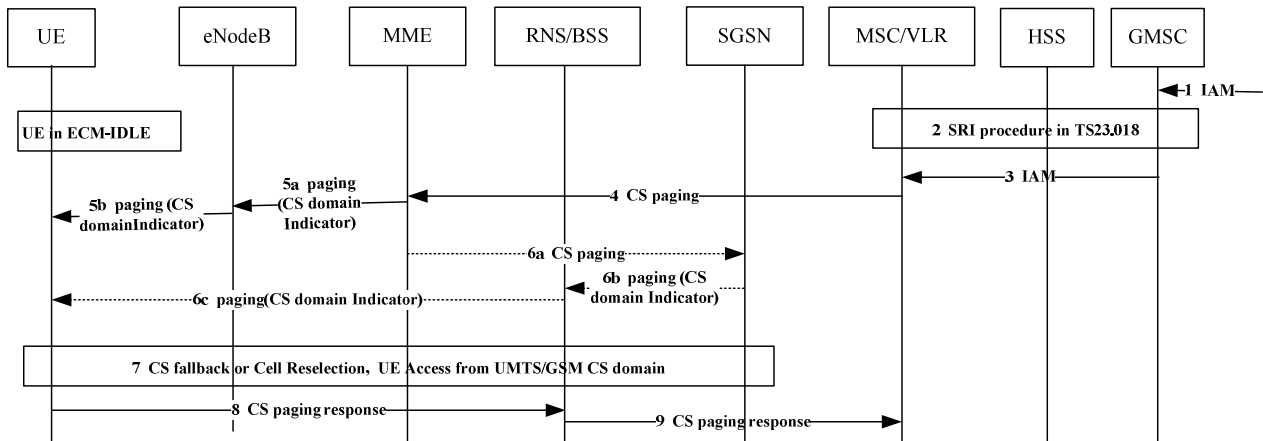 UE
eNodeB
MME
RNS/BSS
SGSN
MSC/VLR
HSS
GMSC
1 IAM
UE in ECM-IDLE
2 SRI procedure in TS23.018
3 IAM
4 CS paging
5a paging
(CS domain
Indicator)
5b paging (CS
domainIndicator)
6a CS paging
6b paging (CS
domain Indicator)
6c paging(CS domain Indicator)
7 CS fallback or Cell Reselection, UE Access from UMTS/GSM CS domain
8 CS paging response
9 CS paging response